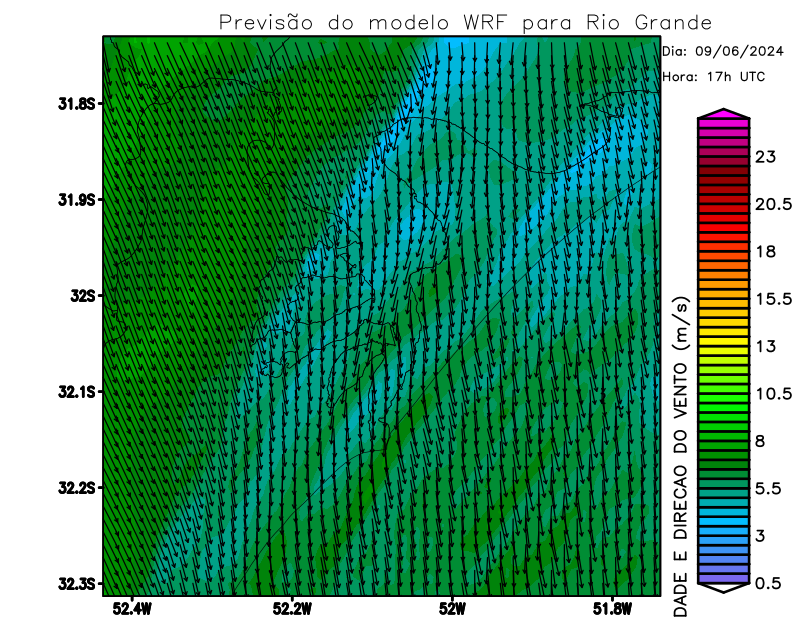 Previsão do modelo WRF para Rio Grande
Dia: 09/06/2024
Hora: 17h UTC
31.8S
31.9S
32S
32.1S
32.2S
32.3S
52.4W
52.2W
52W
51.8W
DADE E DIRECAO DO VENTO (m/s)
23
20.5
18
15.5
13
10.5
8
5.5
3
0.5